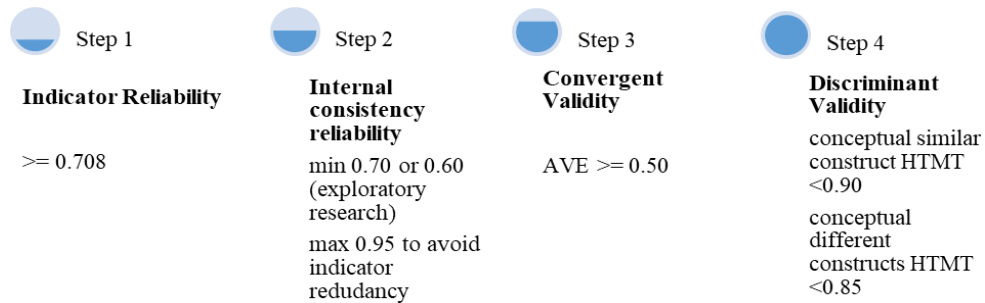 Step 1
Indicator Reliability
>= 0.708
Step 2
Internal
consistency
reliability
min 0.70 or 0.60
(exploratory
research)
max 0.95 to avoid
indicator
redudancy
Step 3
Convergent
Validity
AVE >= 0.50
Step 4
Discriminant
Validity
conceptual similar
construct HTMT
<0.90
conceptual
different
constructs HTMT
<0.85